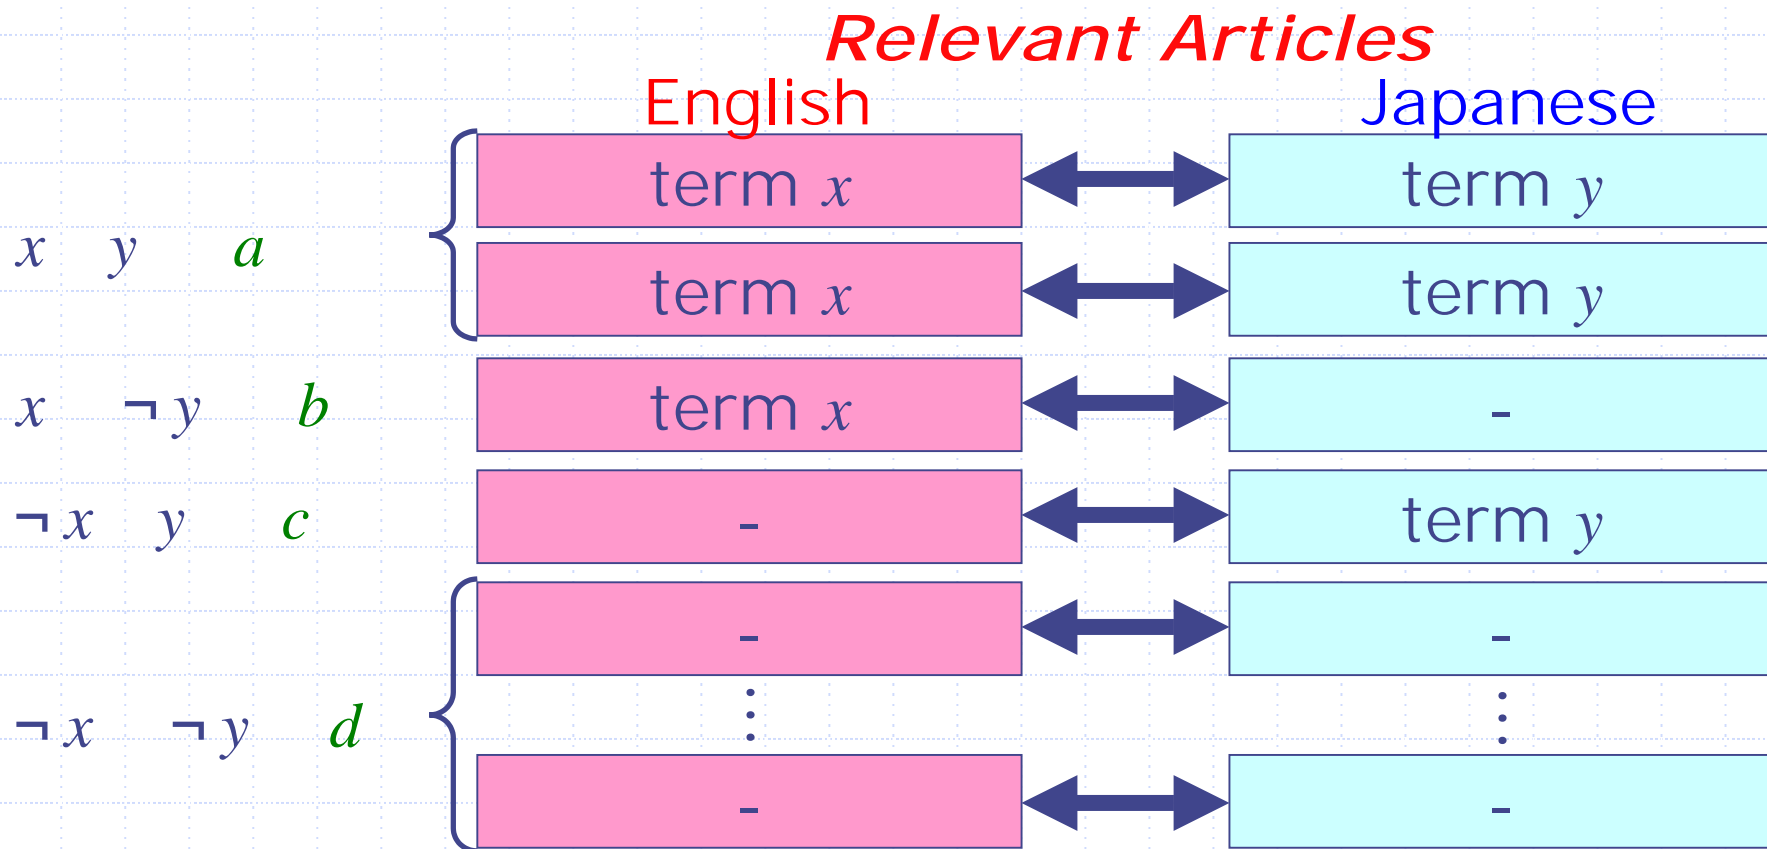 Relevant Articles
English Japanese
term x term y
x y a
term x term y
x ¬ y b term x -
¬ x y c - term y
- -
¬ x ¬ y d
- -